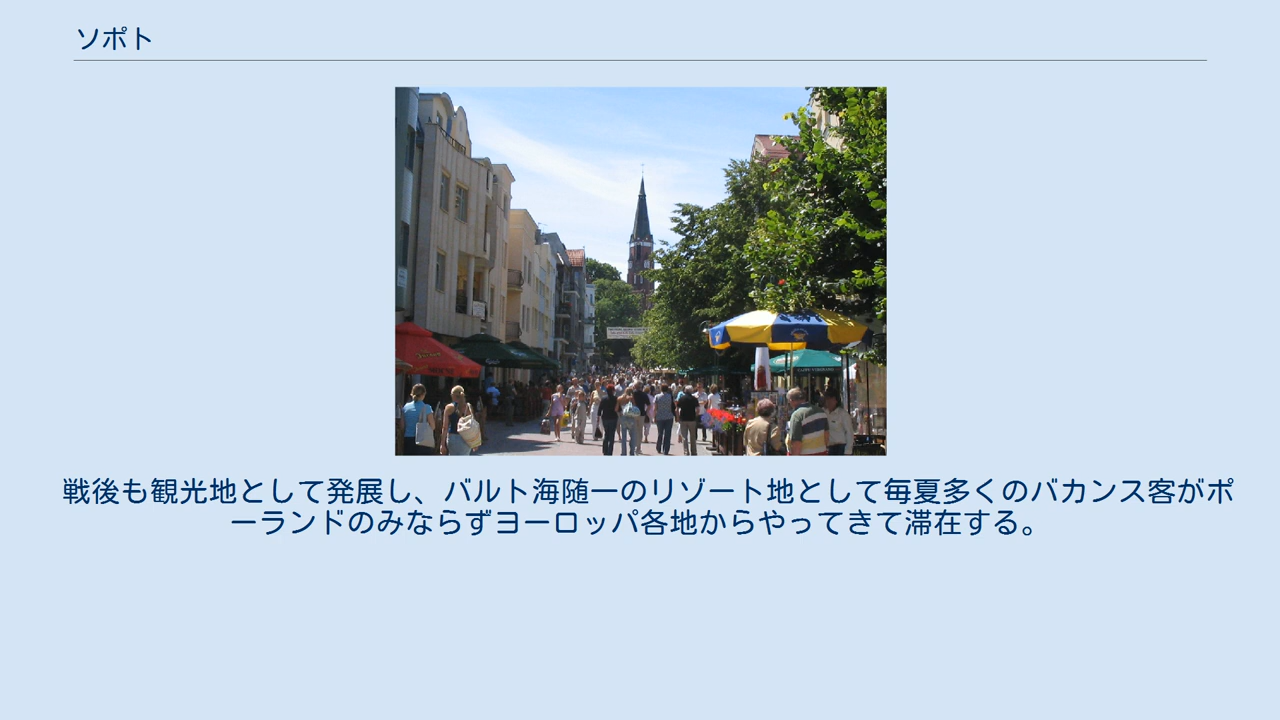 ソポト
戦後も観光地として発展し、バルト海随一のリゾート地として毎夏多くのバカンス客がポ
ーランドのみならずヨーロッパ各地からやってきて滞在する。